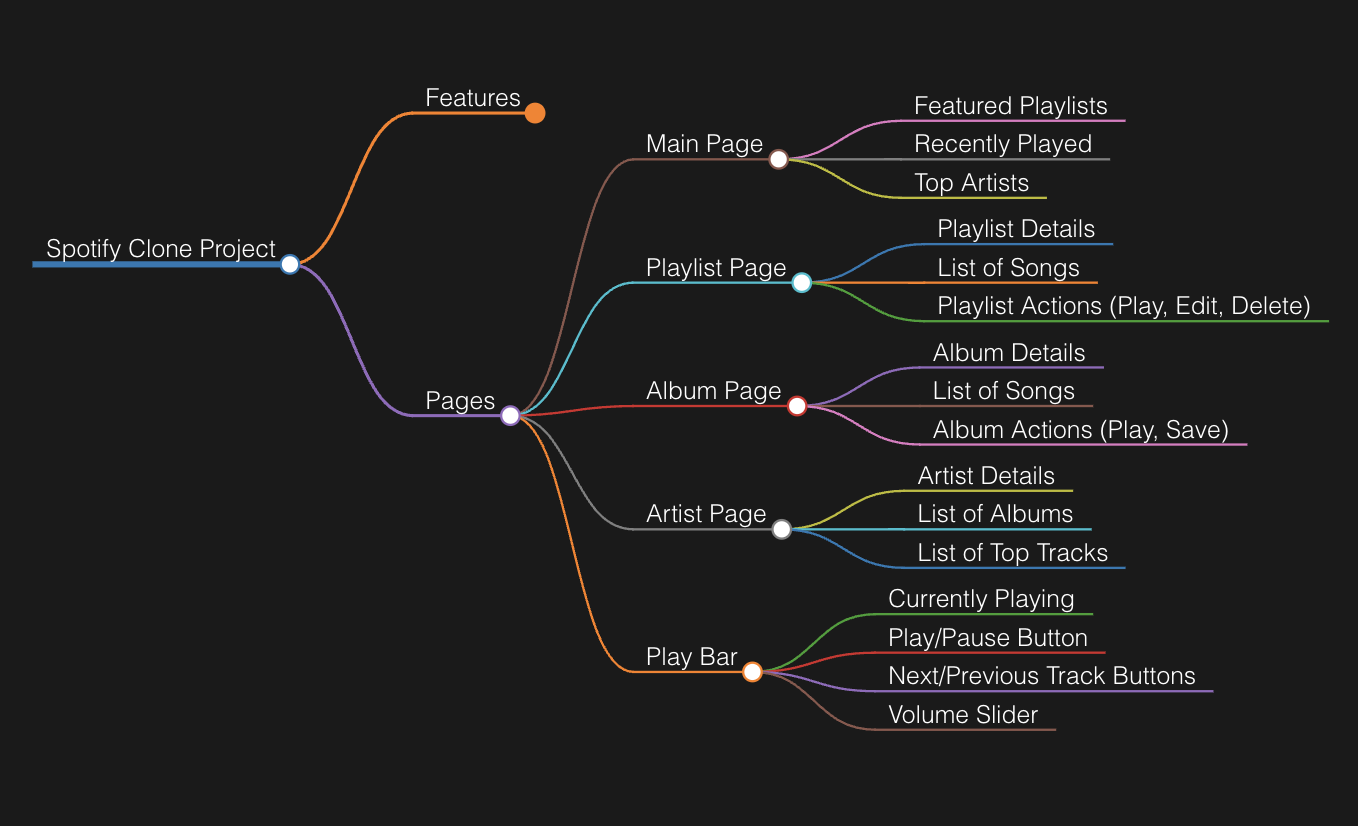 Spotify Clone Project
Features
Pages
Main Page
Featured Playlists
Recently Played
Top Artists
Playlist Page
Playlist Details
List of Songs
Playlist Actions (Play, Edit, Delete)
Album Page
Album Details
List of Songs
Album Actions (Play, Save)
Artist Page
Artist Details
List of Albums
List of Top Tracks
Play Bar
Currently Playing
Play/Pause Button
Next/Previous Track Buttons
Volume Slider